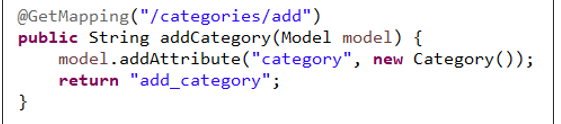 @GetMapping("/categories/add")
public String addCategory(Model model) {
    model.addAttribute("category", new Category());
    return "add_category";
}